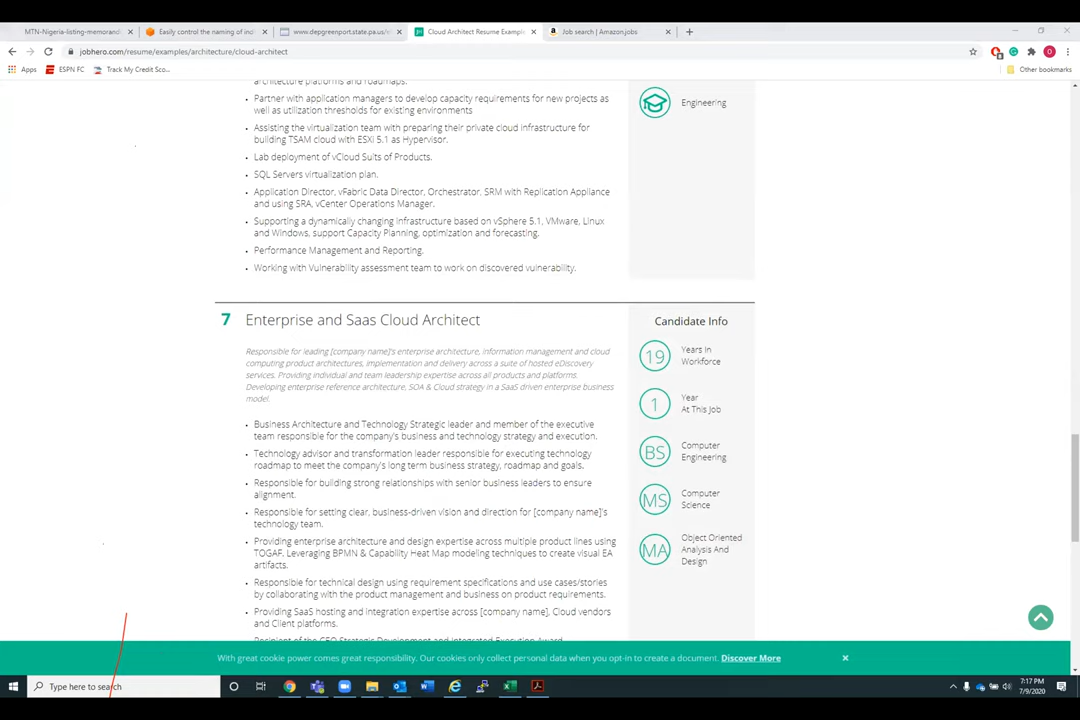 MTN-Nigeria-listing-memorand
Easily control the naming of indi
www.depgreenport.state.pa.us/e
Cloud Architect Resume Example
Job search | Amazon.jobs
jobhero.com/resume/examples/architecture/cloud-architect
Apps
ESPN FC
Track My Credit Sco...
Other bookmarks
architecture platforms and roadmaps.
Partner with application managers to develop capacity requirements for new projects as
well as utilization thresholds for existing environments
Assisting the virtualization team with preparing their private cloud infrastructure for
building TSAM cloud with ESXi 5.1 as Hypervisor.
Lab deployment of vCloud Suits of Products.
SQL Servers virtualization plan.
Application Director, vFabric Data Director, Orchestrator, SRM with Replication Appliance
and using SRA, vCenter Operations Manager.
Supporting a dynamically changing infrastructure based on vSphere 5.1, VMware, Linux
and Windows, support Capacity Planning, optimization and forecasting.
Performance Management and Reporting.
Working with Vulnerability assessment team to work on discovered vunerability.
Engineering
7 Enterprise and Saas Cloud Architect
Responsible for leading [company name]'s enterprise architecture, information management and cloud
computing product architectures, implementation and delivery across a suite of hosted eDiscovery
services. Providing individual and team leadership expertise across all products and platforms.
Developing enterprise reference architecture, SOA & Cloud strategy in a SaaS driven enterprise business
model.
Business Architecture and Technology Strategic leader and member of the executive
team responsible for the company's business and technology strategy and execution.
Technology advisor and transformation leader responsible for executing technology
roadmap to meet the company's long term business strategy, roadmap and goals.
Responsible for building strong relationships with senior business leaders to ensure
alignment.
Responsible for setting clear, business-driven vision and direction for [company name]'s
technology team.
Providing enterprise architecture and design expertise across multiple product lines using
TOGAF. Leveraging BPMN & Capability Heat Map modeling techniques to create visual EA
artifacts.
Responsible for technical design using requirement specifications and use cases/stories
by collaborating with the product management and business on product requirements.
Providing SaaS hosting and integration expertise across [company name], Cloud vendors
and Client platforms.
Recipient of the CEO Strategic Development and Integrated Execution Award
Candidate Info
19
Years In
Workforce
1
Year
At This Job
BS
Computer
Engineering
MS
Computer
Science
MA
Object Oriented
Analysis And
Design
With great cookie power comes great responsibility. Our cookies only collect personal data when you opt-in to create a document. Discover More
Type here to search
7:17 PM
7/9/2020